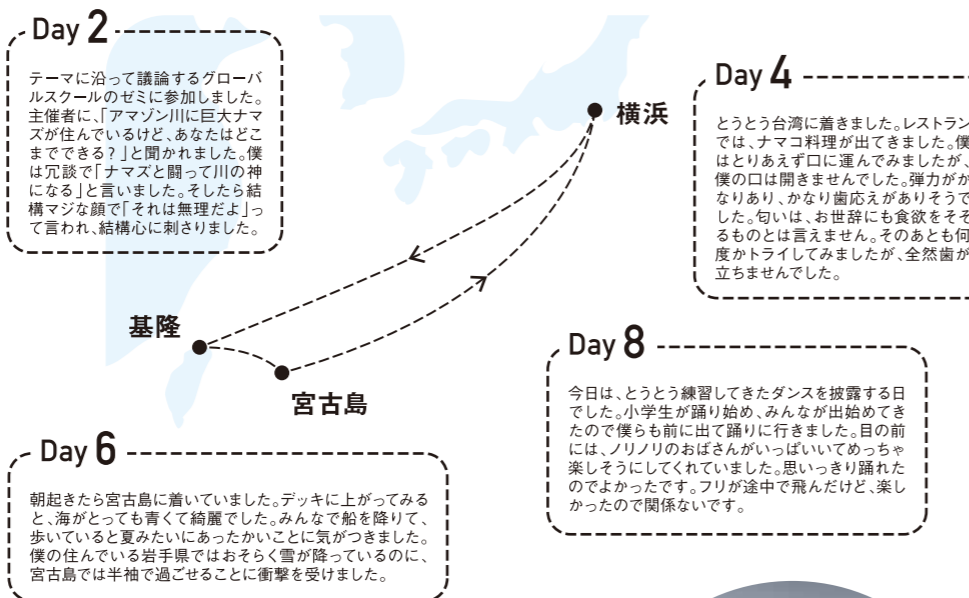 Day 2
テーマに沿って議論するグローバ
ルスクールのゼミに参加しました。
主催者に、「アマゾン川に巨大ナマ
ズが住んでいるけど、あなたはどこ
までできる？」と聞かれました。僕
は冗談で「ナマズと闘って川の神
になる」と言いました。そしたら結
構マジな顔で「それは無理だよ」っ
て言われ、結構心に刺さりました。
横浜
Day 4
とうとう台湾に着きました。レストラン
では、ナマコ料理が出てきました。僕
はとりあえず口に運んでみましたが、
僕の口は開きませんでした。弾力がか
なりあり、かなり歯応えがありそうで
した。匂いは、お世辞にも食欲をそそ
るものとは言えません。そのあとも何
度かトライしてみましたが、全然歯が
立ちませんでした。
基隆
宮古島
Day 6
朝起きたら宮古島に着いていました。デッキに上がってみる
と、海がとっても青くて綺麗でした。みんなで船を降りて、
歩いていると夏みたいにあったかいことに気がつきました。
僕の住んでいる岩手県ではおそらく雪が降っているのに、
宮古島では半袖で過ごせることに衝撃を受けました。
Day 8
今日は、とうとう練習してきたダンスを披露する日
でした。小学生が踊り始め、みんなが出始めてき
たので僕らも前に出て踊りに行きました。目の前
には、ノリノリのおばさんがいっぱいいてめっちゃ
楽しそうにしてくれていました。思いっきり踊れた
のでよかったです。フリが途中で飛んだけど、楽し
かったので関係ないです。